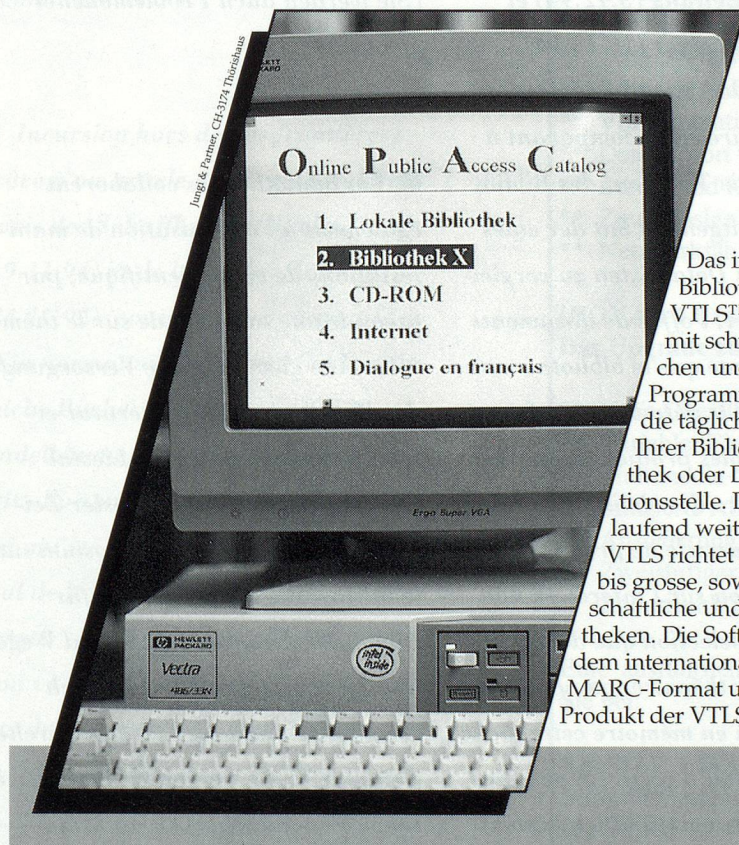 Jungi & Partner, CH-3174 Thörishaus
HEWLETT
PACKARD
Online Public Access Catalog
1. Lokale Bibliothek
2. Bibliothek X
3. CD-ROM
4. Internet
5. Dialogue en français
Ergo Super VGA
HEWLETT
PACKARD
Vectra
486/33N
intel
inside
Das i
Biblio
VTLS
mit sch
chen un
Program
die täglich
Ihrer Biblio
thek oder D
tionsstelle. D
laufend weit
VTLS richtet
bis grosse, sow
schaftliche und
theken. Die Soft
dem internationa
MARC-Format u
Produkt der VTLS